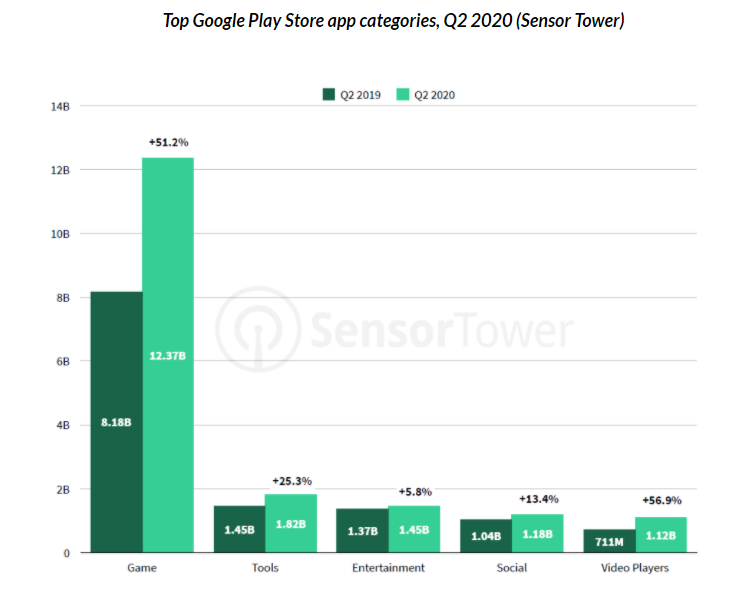 Top Google Play Store app categories, Q2 2020 (Sensor Tower)
Q2 2019 Q2 2020
14B
12B
10B
8B
6B
4B
2B
0
+51.2%
12.37B
8.18B
+25.3%
1.45B
1.82B
+5.8%
1.37B
1.45B
+13.4%
1.04B
1.18B
+56.9%
711M
1.12B
SensorTower
Game Tools Entertainment Social Video Players